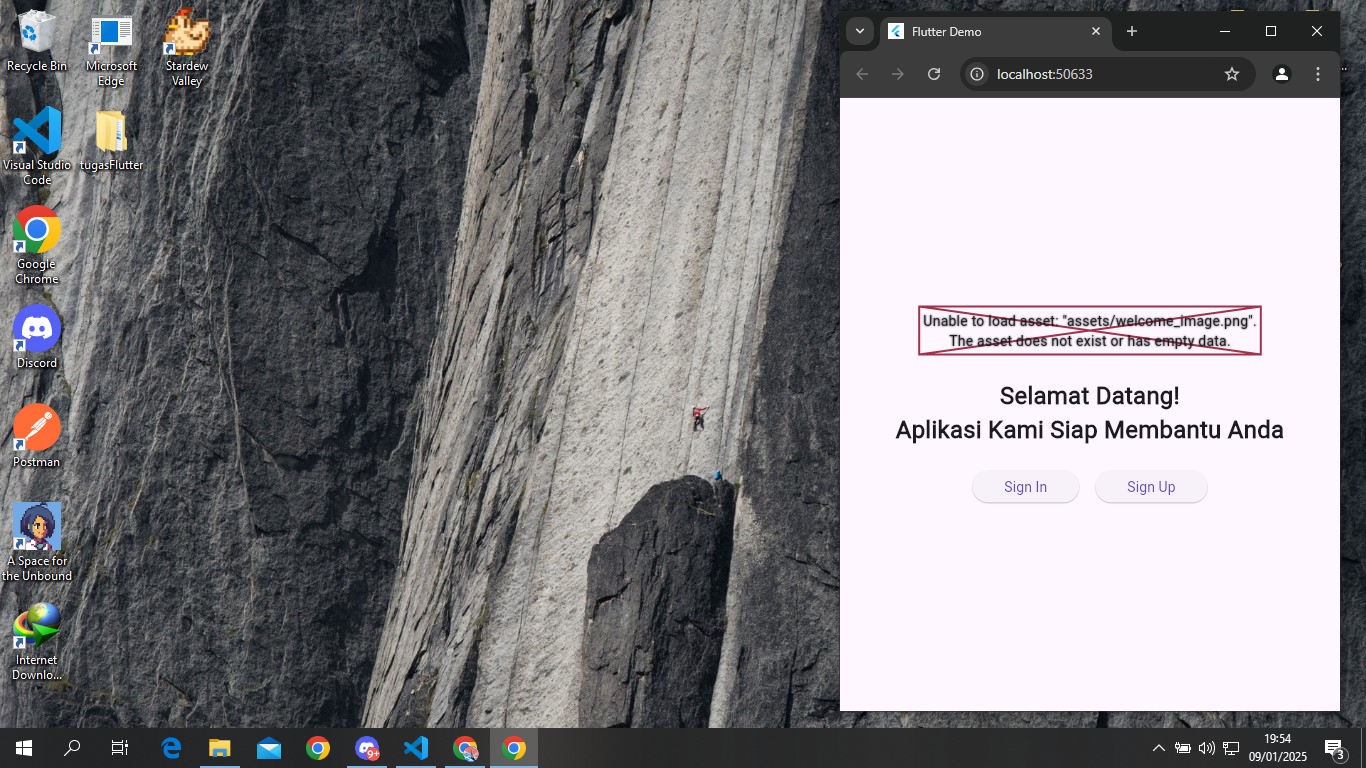 Recycle Bin
Microsoft
Edge
Stardew
Valley
Visual Studio
Code
tugasFlutter
Google
Chrome
Discord
Postman
A Space for
the Unbound
Internet
Downlo...
Flutter Demo
localhost:50633
Unable to load asset: "assets/welcome_image.png".
The asset does not exist or has empty data.
Selamat Datang!
Aplikasi Kami Siap Membantu Anda
Sign In
Sign Up
9+
19:54
09/01/2025
3